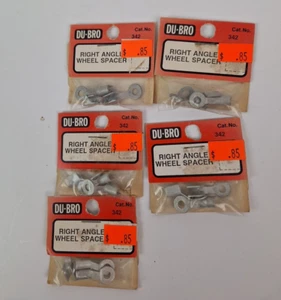 DU-BRO
Cat. No.
342
$ .85
RIGHT ANGLE
WHEEL SPACER
DU-BRO
Cat. No.
342
$ .85
RIGHT ANGLE
WHEEL SPACER
DU-BRO
Cat. No.
342
RIGHT ANGLE
WHEEL SPACER
$ .85
DU-BRO
Cat. No.
342
RIGHT ANGLE
WHEEL SPACER
$ .85
DU-BRO
Cat. No.
342
RIGHT ANGLE
WHEEL SPACER
$ .85